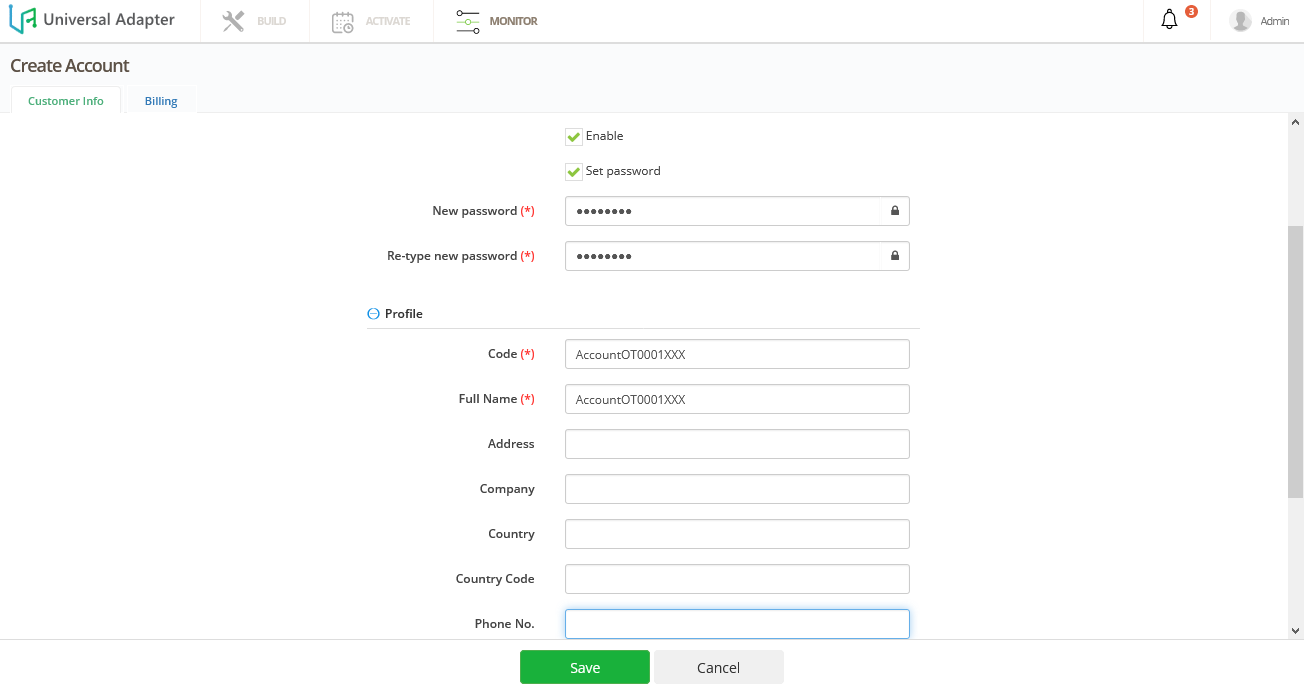 Universal Adapter
BUILD
ACTIVATE
MONITOR
3
Admin
Create Account
Customer Info
Billing
Enable
Set password
New password (*)
••••••••
Re-type new password (*)
••••••••
Profile
Code (*)
AccountOT0001XXX
Full Name (*)
AccountOT0001XXX
Address
Company
Country
Country Code
Phone No.
Save
Cancel